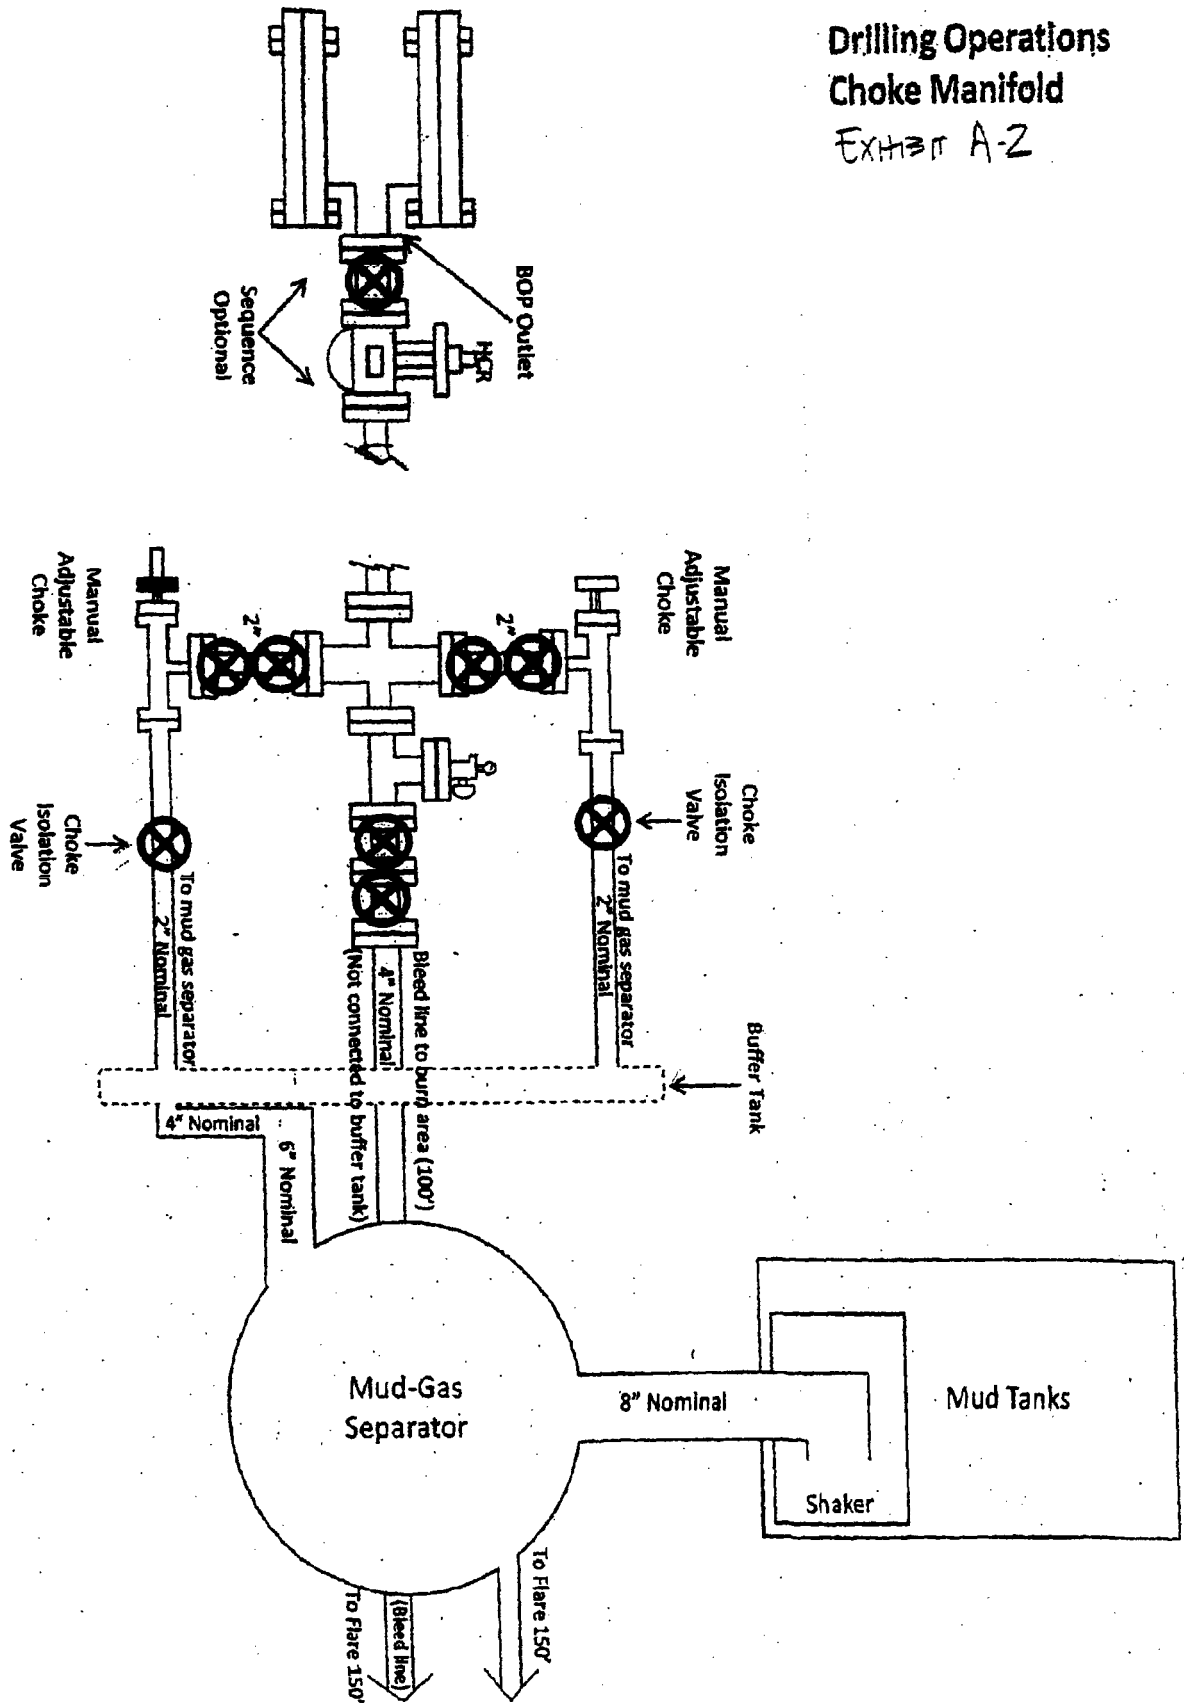 Drilling Operations
Choke Manifold
EXHIBIT A-2
BOP Outlet
HCR
Sequence
Optional
Manual
Adjustable
Choke
2"
2"
Manual
Adjustable
Choke
Choke
Isolation
Valve
Choke
Isolation
Valve
To mud gas separator
2" Nominal
To mud gas separator
2" Nominal
Bleed line to burn area (100')
4" Nominal
(Not connected to buffer tank)
Buffer Tank
4" Nominal
6" Nominal
Mud-Gas
Separator
8" Nominal
Mud Tanks
Shaker
To Flare 150'
(Bleed line)
To Flare 150'